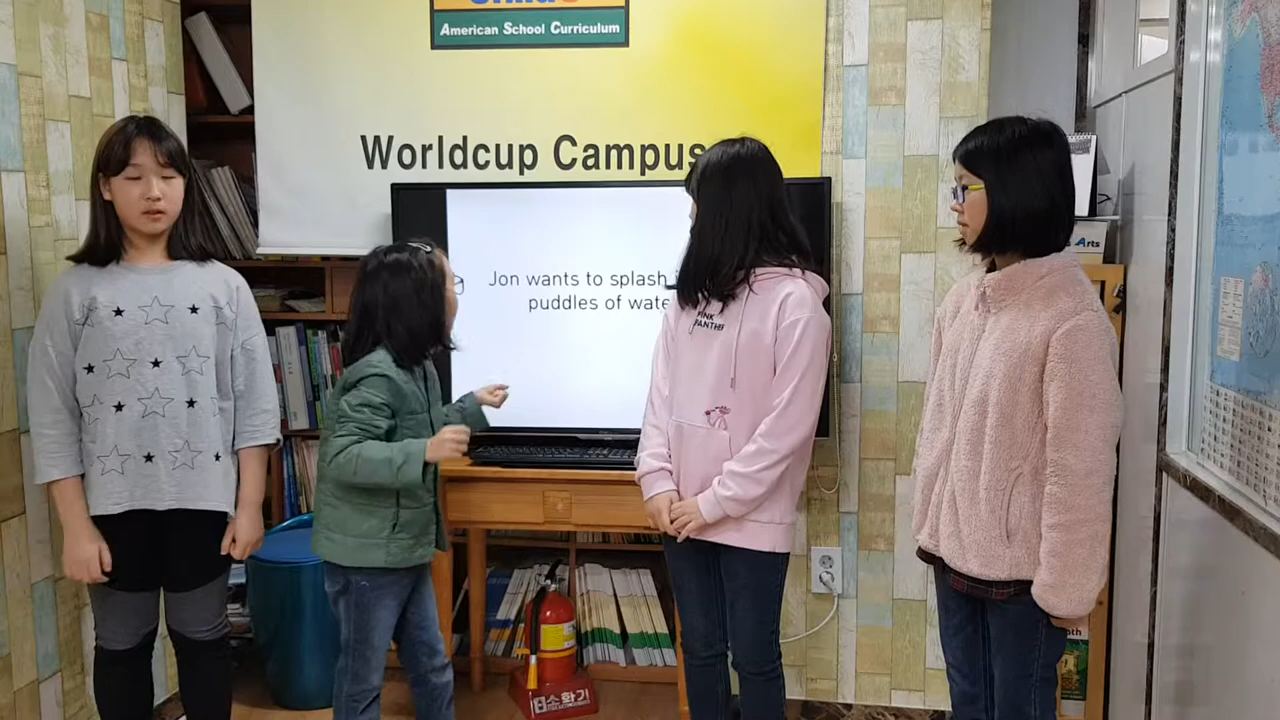 American School Curriculum
Worldcup Campus
Jon wants to splash
puddles of wate
PINK
PANTHER
Arts
소화기